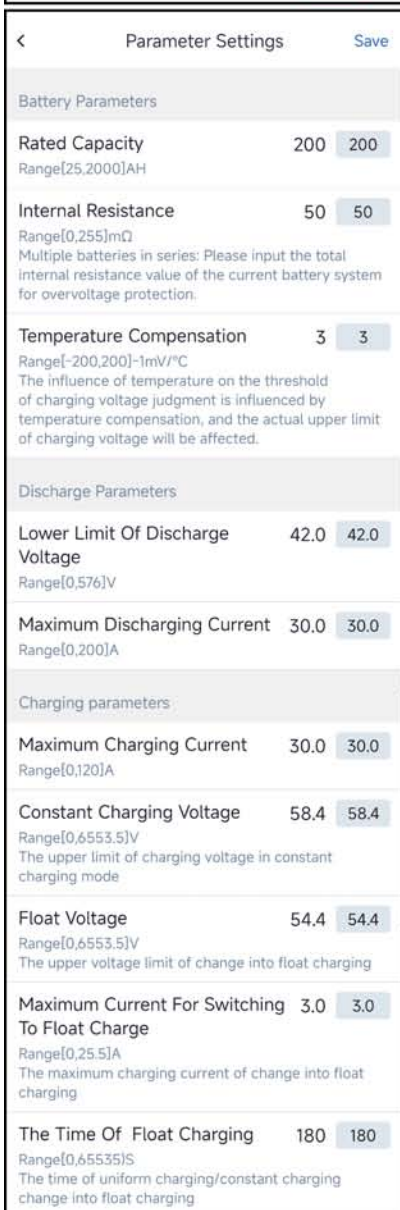 < Parameter Settings Save
Battery Parameters
Rated Capacity 200 200
Range[25,2000]AH
Internal Resistance 50 50
Range[0,255]mΩ
Multiple batteries in series: Please input the total
internal resistance value of the current battery system
for overvoltage protection.
Temperature Compensation 3 3
Range[-200,200]-1mV/°C
The influence of temperature on the threshold
of charging voltage judgment is influenced by
temperature compensation, and the actual upper limit
of charging voltage will be affected.
Discharge Parameters
Lower Limit Of Discharge 42.0 42.0
Voltage
Range[0,576]V
Maximum Discharging Current 30.0 30.0
Range[0,200]A
Charging parameters
Maximum Charging Current 30.0 30.0
Range[0,120]A
Constant Charging Voltage 58.4 58.4
Range[0,6553.5]V
The upper limit of charging voltage in constant
charging mode
Float Voltage 54.4 54.4
Range[0,6553.5]V
The upper voltage limit of change into float charging
Maximum Current For Switching 3.0 3.0
To Float Charge
Range[0,25.5]A
The maximum charging current of change into float
charging
The Time Of Float Charging 180 180
Range[0,65535)S
The time of uniform charging/constant charging
change into float charging